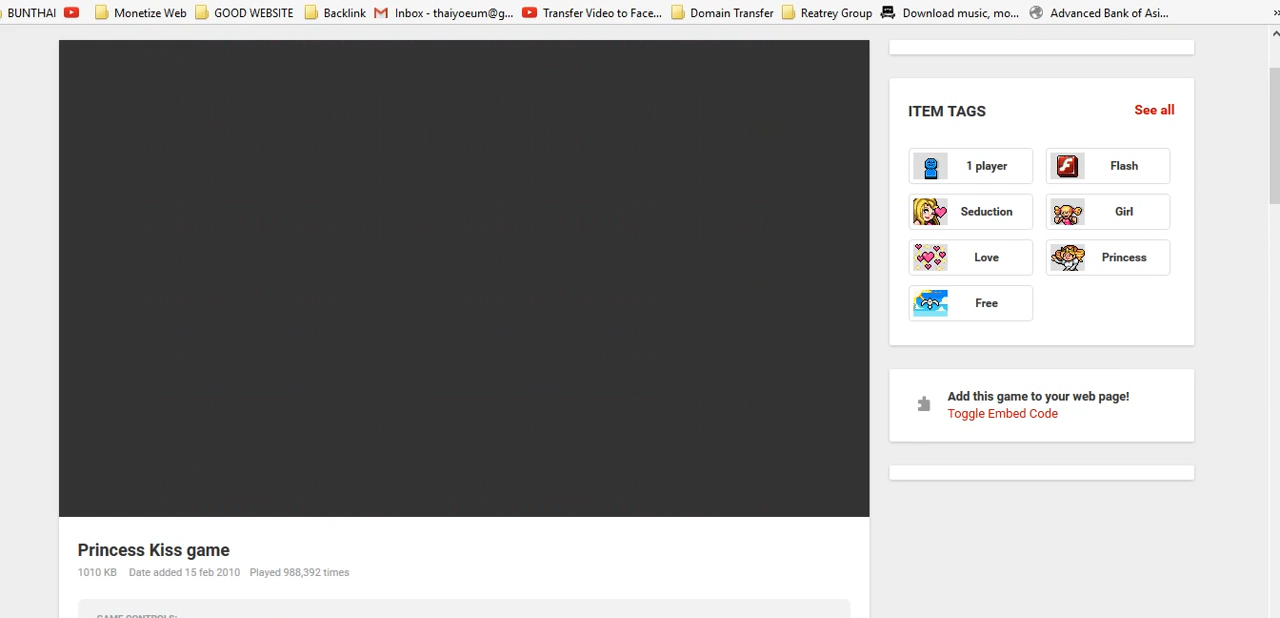 BUNTHAI Monetize Web GOOD WEBSITE Backlink Inbox - thaiyoeum@g... Transfer Video to Face... Domain Transfer Reatrey Group Download music, mo... Advanced Bank of Asi... »
ITEM TAGS See all
1 player Flash
Seduction Girl
Love Princess
Free
Add this game to your web page!
Toggle Embed Code
Princess Kiss game
1010 KB Date added 15 feb 2010 Played 988,392 times
GAME CONTROLS: